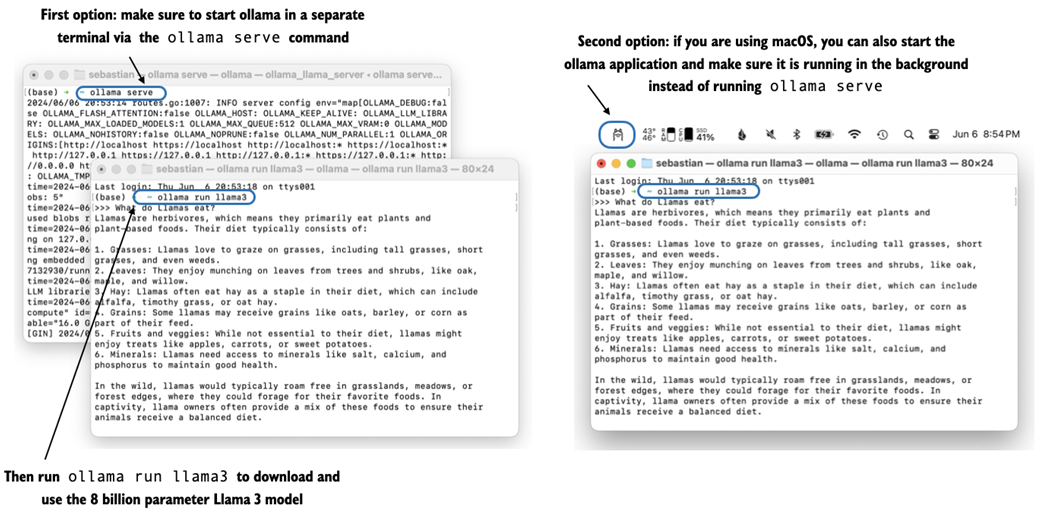 First option: make sure to start ollama in a separate
terminal via the ollama serve command
sebastian — ollama serve — ollama — ollama_llama_server ◂ ollama serve...
(base) ➜ ~ ollama serve
2024/06/06 20:53:14 routes.go:1007: INFO server config env="map[OLLAMA_DEBUG:fal
se OLLAMA_FLASH_ATTENTION:false OLLAMA_HOST: OLLAMA_KEEP_ALIVE: OLLAMA_LLM_LIBRA
RY: OLLAMA_MAX_LOADED_MODELS:1 OLLAMA_MAX_QUEUE:512 OLLAMA_MAX_VRAM:0 OLLAMA_MOD
ELS: OLLAMA_NOHISTORY:false OLLAMA_NOPRUNE:false OLLAMA_NUM_PARALLEL:1 OLLAMA_OR
IGINS:[http://localhost https://localhost http://localhost:* https://localhost:*
http://127.0.0.1 https://127.0.0.1 http://127.0.0.1:* https://127.0.0.1:* http:
//0.0.0.0
: OLLAMA_TMP
time=2024-06
obs: 5"
time=2024-06
used blobs r
time=2024-06
ng on 127.0.
time=2024-06
ng embedded
7132930/runn
time=2024-06
LLM librarie
time=2024-06
compute" id=
able="16.0 G
[GIN] 2024/0
sebastian — ollama run llama3 — ollama — ollama run llama3 — 80×24
Last login: Thu Jun 6 20:53:18 on ttys001
(base) ➜ ~ ollama run llama3
>>> What do Llamas eat?
Llamas are herbivores, which means they primarily eat plants and
plant-based foods. Their diet typically consists of:
1. Grasses: Llamas love to graze on grasses, including tall grasses, short
grasses, and even weeds.
2. Leaves: They enjoy munching on leaves from trees and shrubs, like oak,
maple, and willow.
3. Hay: Llamas often eat hay as a staple in their diet, which can include
alfalfa, timothy grass, or oat hay.
4. Grains: Some llamas may receive grains like oats, barley, or corn as
part of their feed.
5. Fruits and veggies: While not essential to their diet, llamas might
enjoy treats like apples, carrots, or sweet potatoes.
6. Minerals: Llamas need access to minerals like salt, calcium, and
phosphorus to maintain good health.
In the wild, llamas would typically roam free in grasslands, meadows, or
forest edges, where they could forage for their favorite foods. In
captivity, llama owners often provide a mix of these foods to ensure their
animals receive a balanced diet.
Then run ollama run llama3 to download and
use the 8 billion parameter Llama 3 model
Second option: if you are using macOS, you can also start the
ollama application and make sure it is running in the background
instead of running ollama serve
43° 46° SSD 41% Jun 6 8:54 PM
sebastian — ollama run llama3 — ollama — ollama run llama3 — 80×24
Last login: Thu Jun 6 20:53:18 on ttys001
(base) ➜ ~ ollama run llama3
>>> What do Llamas eat?
Llamas are herbivores, which means they primarily eat plants and
plant-based foods. Their diet typically consists of:
1. Grasses: Llamas love to graze on grasses, including tall grasses, short
grasses, and even weeds.
2. Leaves: They enjoy munching on leaves from trees and shrubs, like oak,
maple, and willow.
3. Hay: Llamas often eat hay as a staple in their diet, which can include
alfalfa, timothy grass, or oat hay.
4. Grains: Some llamas may receive grains like oats, barley, or corn as
part of their feed.
5. Fruits and veggies: While not essential to their diet, llamas might
enjoy treats like apples, carrots, or sweet potatoes.
6. Minerals: Llamas need access to minerals like salt, calcium, and
phosphorus to maintain good health.
In the wild, llamas would typically roam free in grasslands, meadows, or
forest edges, where they could forage for their favorite foods. In
captivity, llama owners often provide a mix of these foods to ensure their
animals receive a balanced diet.